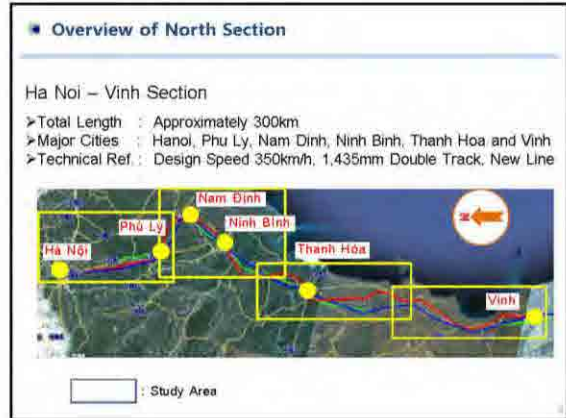 Overview of North Section
Ha Noi – Vinh Section
➢Total Length : Approximately 300km
➢Major Cities : Hanoi, Phu Ly, Nam Dinh, Ninh Binh, Thanh Hoa and Vinh
➢Technical Ref. : Design Speed 350km/h, 1,435mm Double Track, New Line
Nam Định
Phủ Lý
Ninh Bình
Hà Nội
Thanh Hóa
N
Vinh
: Study Area